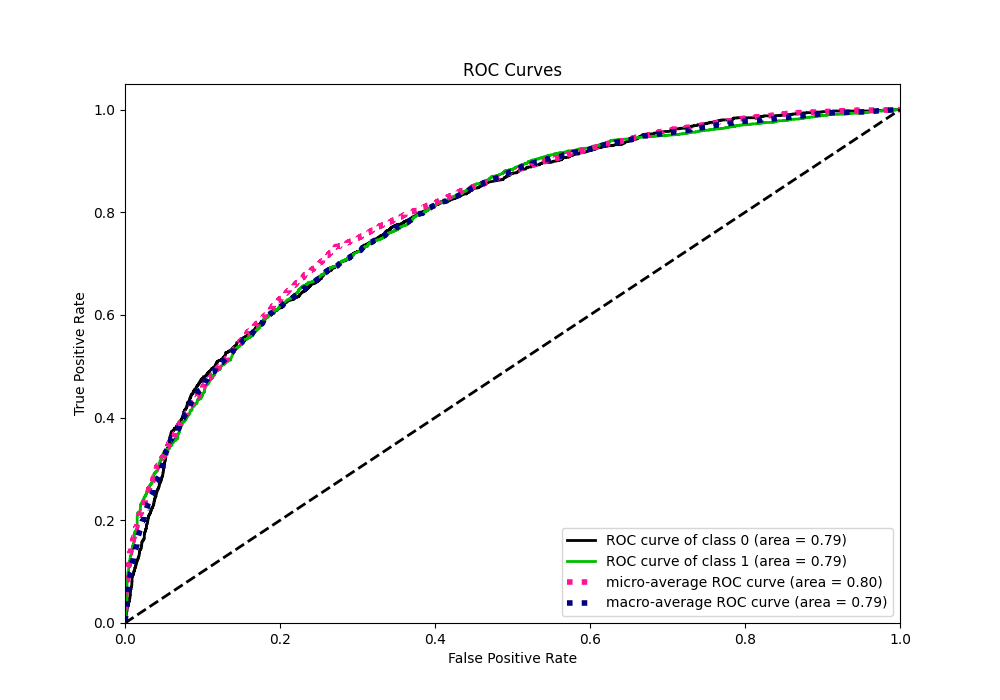 ROC Curves
True Positive Rate
1.0
0.8
0.6
0.4
0.2
0.0
ROC curve of class 0 (area = 0.79)
ROC curve of class 1 (area = 0.79)
micro-average ROC curve (area = 0.80)
macro-average ROC curve (area = 0.79)
0.0 0.2 0.4 0.6 0.8 1.0
False Positive Rate